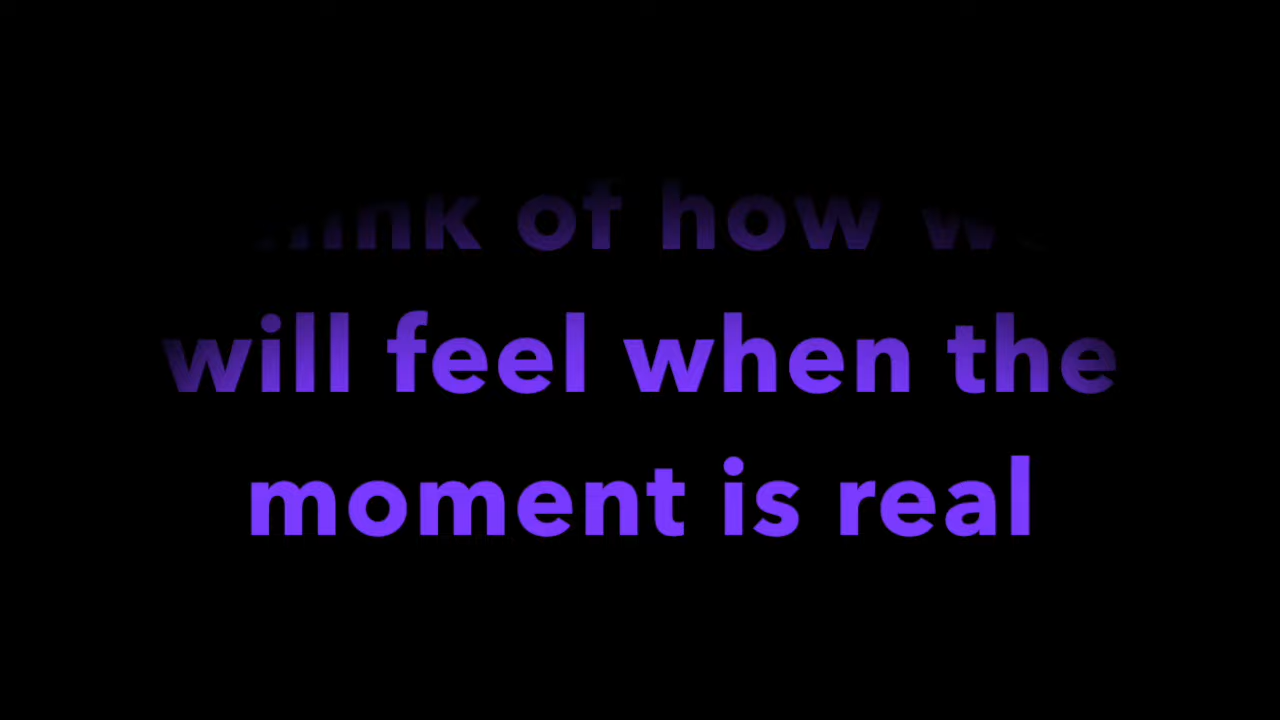 of how
will feel when the
moment is real